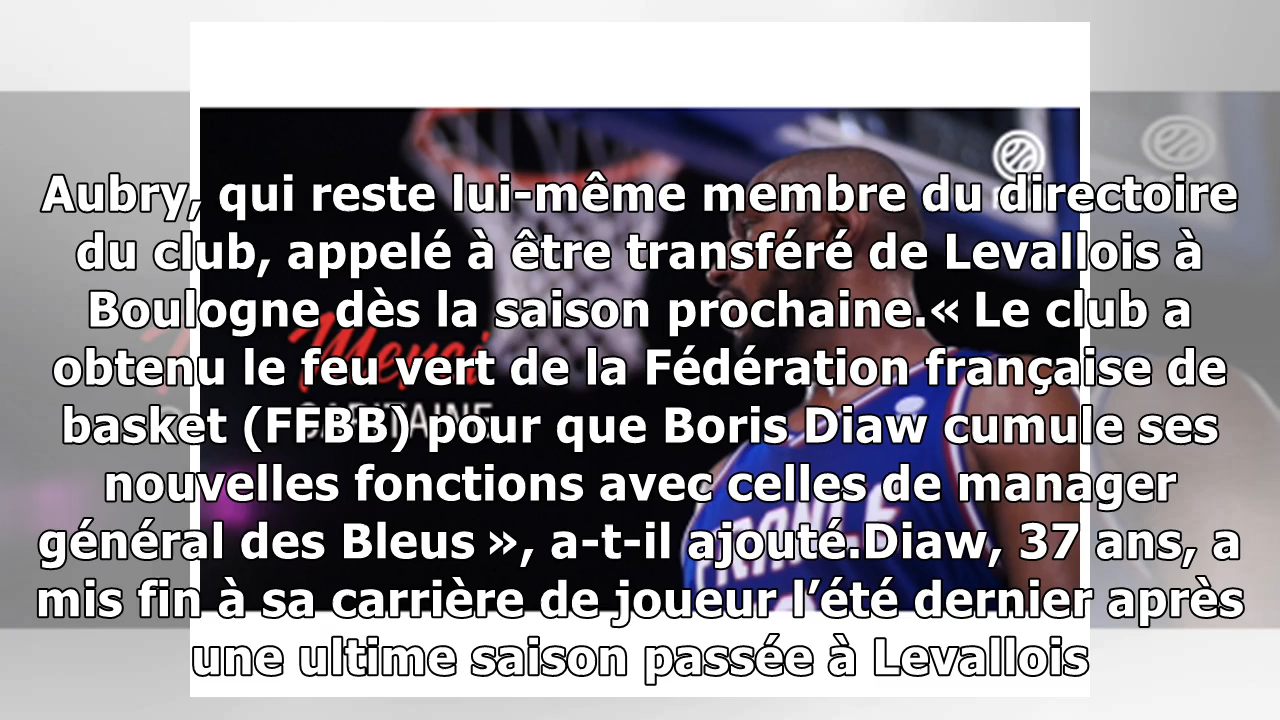 Aubry, qui reste lui-même membre du directoire
du club, appelé à être transféré de Levallois à
Boulogne dès la saison prochaine.« Le club a
obtenu le feu vert de la Fédération française de
basket (FFBB) pour que Boris Diaw cumule ses
nouvelles fonctions avec celles de manager
général des Bleus », a-t-il ajouté.Diaw, 37 ans, a
mis fin à sa carrière de joueur l’été dernier après
une ultime saison passée à Levallois
Merci
CAPITAINE
FRANCE